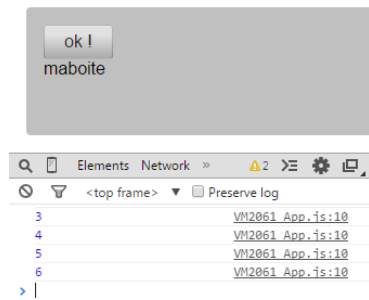 ok !
maboite
Elements Network » 2
<top frame> ▼ Preserve log
3 VM2061 App.js:10
4 VM2061 App.js:10
5 VM2061 App.js:10
6 VM2061 App.js:10
>